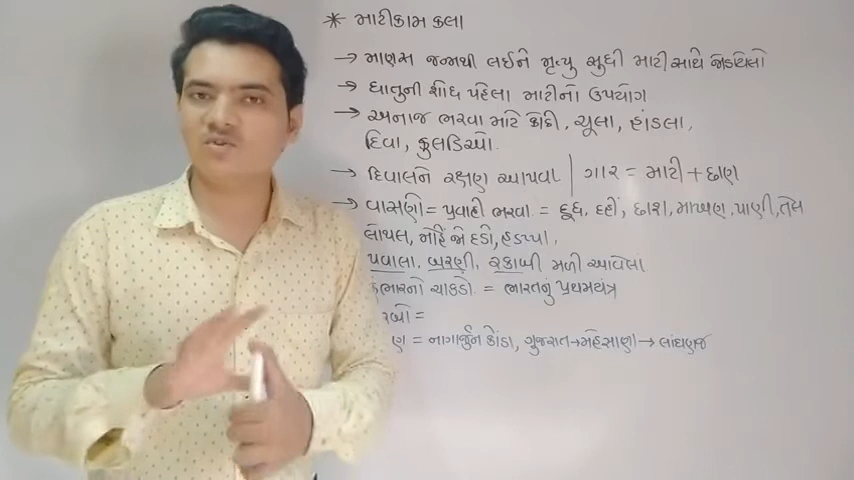 * માટીકામ કલા
→ માણસ જન્મથી લઈને મૃત્યુ સુધી માટી સાથે જોડાયેલો
→ ધાતુની શોધ પહેલા માટીનો ઉપયોગ
→ અનાજ ભરવા માટે કોઠી, ચૂલા, હાંડલા,
દિવા, કુલડિઓ.
→ દિવાલને રક્ષણ આપવા | ગાર = માટી + છાણ
→ વાસણો = પ્રવાહી ભરવા = દૂધ, દહીં, છાશ, માખણ, પાણી, તેલ
લોથલ, મોહેં જો દડો, હડપ્પા.
પવાલા, બરણી, રકાબી મળી આવેલાં
કુંભારનો ચાકડો = ભારતનું પ્રથમયંત્ર
=
= નાગાર્જુન કોંડા, ગુજરાત → મહેસાણા → લાંઘણજ